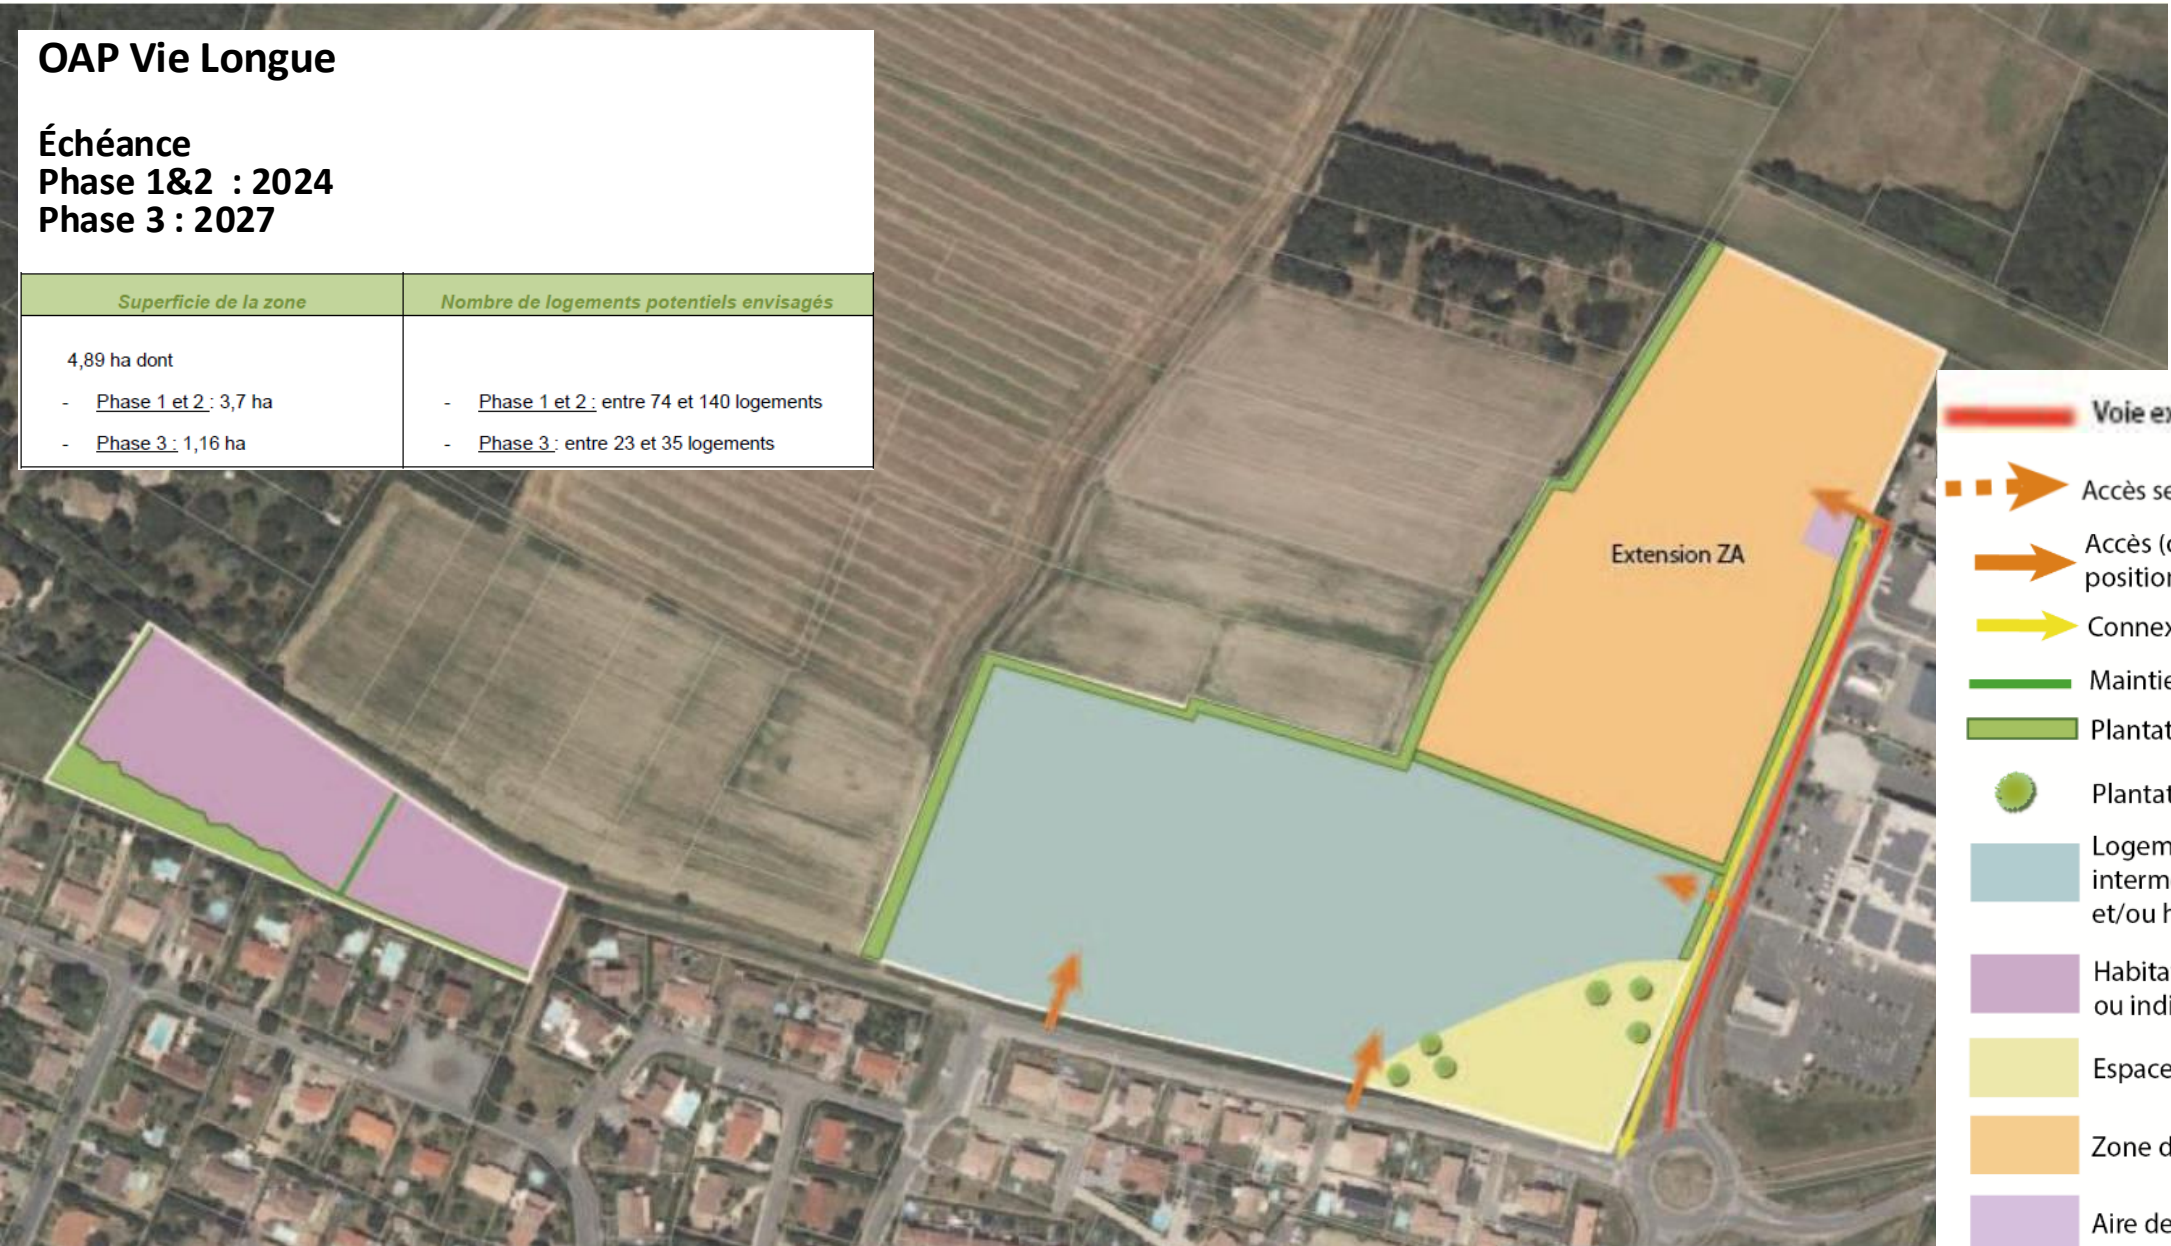 OAP Vie Longue
Échéance
Phase 1&2 : 2024
Phase 3 : 2027
Superficie de la zone
Nombre de logements potentiels envisagés
4,89 ha dont
- Phase 1 et 2 : 3,7 ha
- Phase 1 et 2 : entre 74 et 140 logements
- Phase 3 : 1,16 ha
- Phase 3 : entre 23 et 35 logements
Extension ZA
Voie ex
Accès se
Accès (
position
Connex
Maintie
Plantat
Plantat
Logem
interm
et/ou h
Habita
ou indi
Espace
Zone d
Aire de